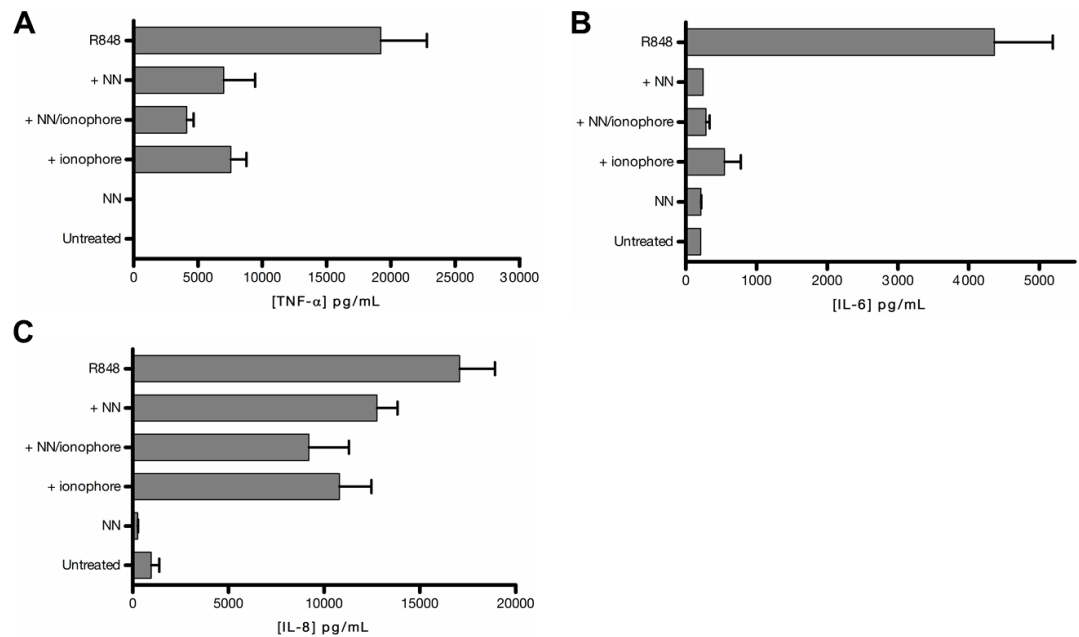 A
R848
+ NN
+ NN/ionophore
+ ionophore
NN
Untreated
0 5000 10000 15000 20000 25000 30000
[TNF-α] pg/mL
B
R848
+ NN
+ NN/ionophore
+ ionophore
NN
Untreated
0 1000 2000 3000 4000 5000
[IL-6] pg/mL
C
R848
+ NN
+ NN/ionophore
+ ionophore
NN
Untreated
0 5000 10000 15000 20000
[IL-8] pg/mL